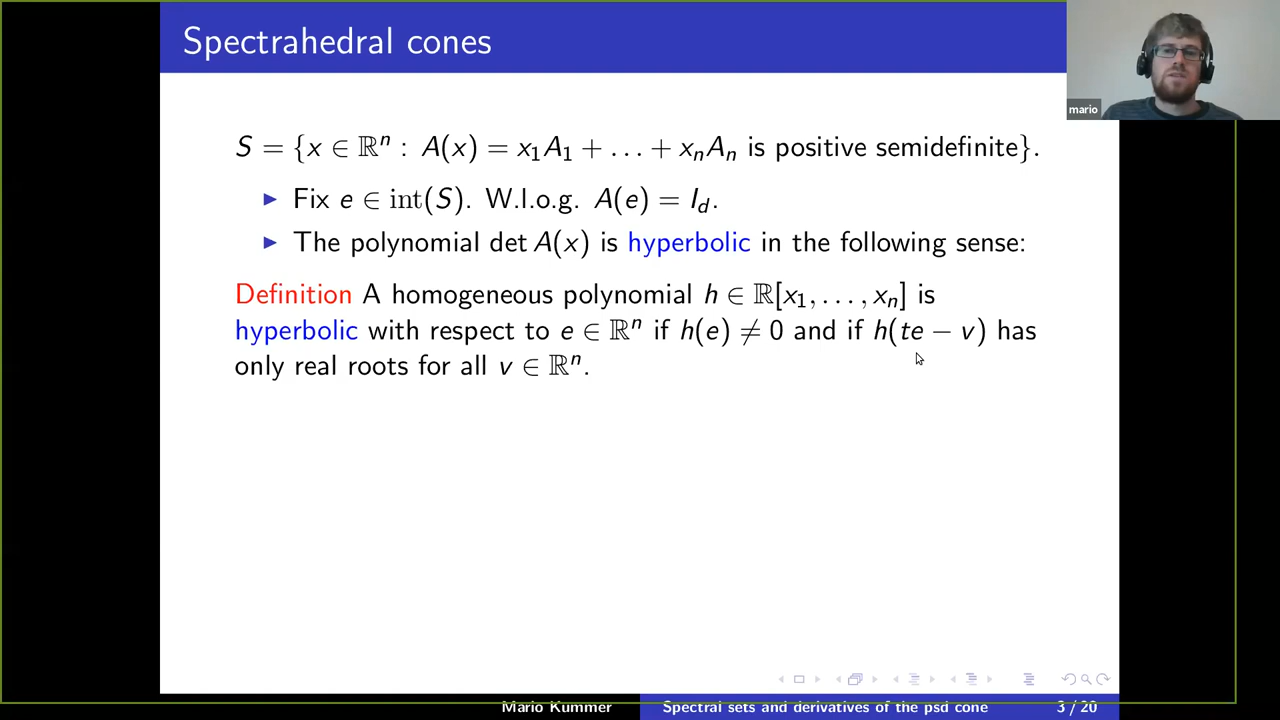 Spectrahedral cones
mario
S = {x ∈ ℝⁿ : A(x) = x₁A₁ + … + xₙAₙ is positive semidefinite}.
▶ Fix e ∈ int(S). W.l.o.g. A(e) = I_d.
▶ The polynomial det A(x) is hyperbolic in the following sense:
Definition A homogeneous polynomial h ∈ ℝ[x₁, …, xₙ] is
hyperbolic with respect to e ∈ ℝⁿ if h(e) ≠ 0 and if h(te − v) has
only real roots for all v ∈ ℝⁿ.
Mario Kummer Spectral sets and derivatives of the psd cone 3 / 20